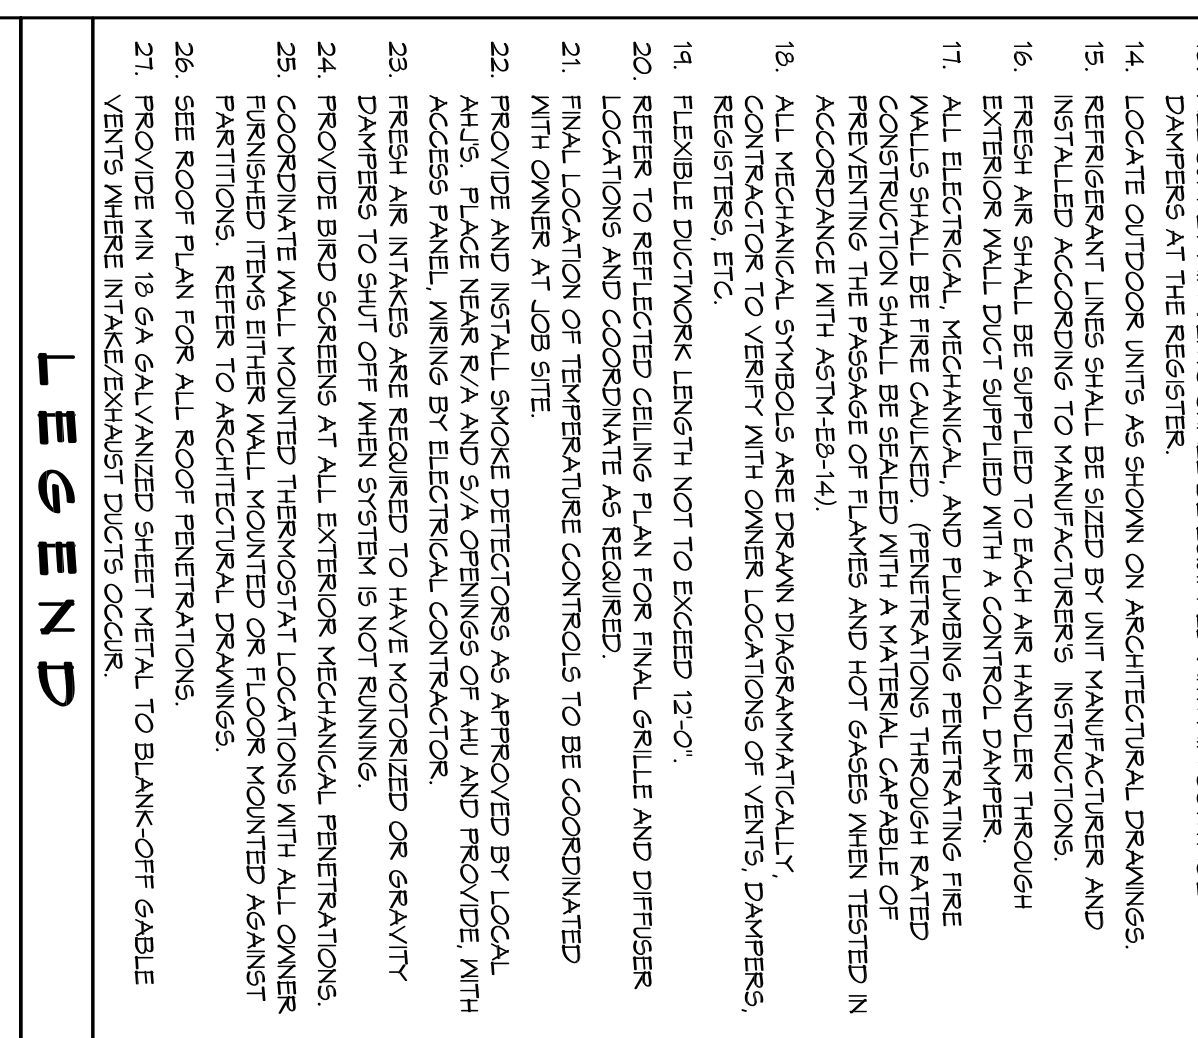 DAMPERS AT THE REGISTER.
14. LOCATE OUTDOOR UNITS AS SHOWN ON ARCHITECTURAL DRAWINGS.
15. REFRIGERANT LINES SHALL BE SIZED BY UNIT MANUFACTURER AND
INSTALLED ACCORDING TO MANUFACTURER'S INSTRUCTIONS.
16. FRESH AIR SHALL BE SUPPLIED TO EACH AIR HANDLER THROUGH
EXTERIOR WALL DUCT SUPPLIED WITH A CONTROL DAMPER.
17. ALL ELECTRICAL, MECHANICAL, AND PLUMBING PENETRATING FIRE
WALLS SHALL BE FIRE CAULKED. (PENETRATIONS THROUGH RATED
CONSTRUCTION SHALL BE SEALED WITH A MATERIAL CAPABLE OF
PREVENTING THE PASSAGE OF FLAMES AND HOT GASES WHEN TESTED IN
ACCORDANCE WITH ASTM-E8-14).
18. ALL MECHANICAL SYMBOLS ARE DRAWN DIAGRAMMATICALLY,
CONTRACTOR TO VERIFY WITH OWNER LOCATIONS OF VENTS, DAMPERS,
REGISTERS, ETC.
19. FLEXIBLE DUCTWORK LENGTH NOT TO EXCEED 12'-0".
20. REFER TO REFLECTED CEILING PLAN FOR FINAL GRILLE AND DIFFUSER
LOCATIONS AND COORDINATE AS REQUIRED.
21. FINAL LOCATION OF TEMPERATURE CONTROLS TO BE COORDINATED
WITH OWNER AT JOB SITE.
22. PROVIDE AND INSTALL SMOKE DETECTORS AS APPROVED BY LOCAL
AHJ'S. PLACE NEAR R/A AND S/A OPENINGS OF AHU AND PROVIDE, WITH
ACCESS PANEL, WIRING BY ELECTRICAL CONTRACTOR.
23. FRESH AIR INTAKES ARE REQUIRED TO HAVE MOTORIZED OR GRAVITY
DAMPERS TO SHUT OFF WHEN SYSTEM IS NOT RUNNING.
24. PROVIDE BIRD SCREENS AT ALL EXTERIOR MECHANICAL PENETRATIONS.
25. COORDINATE WALL MOUNTED THERMOSTAT LOCATIONS WITH ALL OWNER
FURNISHED ITEMS EITHER WALL MOUNTED OR FLOOR MOUNTED AGAINST
PARTITIONS. REFER TO ARCHITECTURAL DRAWINGS.
26. SEE ROOF PLAN FOR ALL ROOF PENETRATIONS.
27. PROVIDE MIN 18 GA GALVANIZED SHEET METAL TO BLANK-OFF GABLE
VENTS WHERE INTAKE/EXHAUST DUCTS OCCUR.
LEGEND